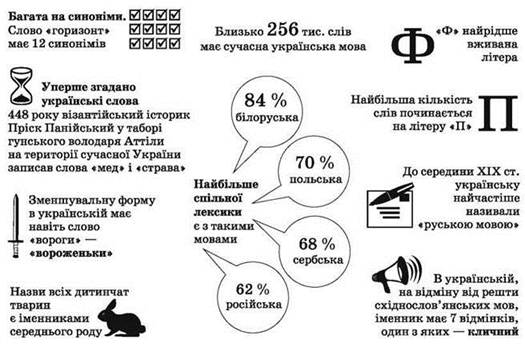 Багата на синоніми.
Слово «горизонт»
має 12 синонімів
Близько 256 тис. слів
має сучасна українська мова
Ф
«Ф» найрідше
вживана
літера
Уперше згадано
українські слова
448 року візантійський історик
Пріск Панійський у таборі
гунського володаря Аттіли
на території сучасної України
записав слова «мед» і «страва»
84 %
білоруська
Найбільша кількість
слів починається
на літеру «П»
П
70 %
польська
Найбільше
спільної
лексики
є з такими
мовами
68 %
сербська
62 %
російська
До середини XIX ст.
українську
найчастіше
називали
«руською мовою»
Зменшувальну форму
в українській має
навіть слово
«вороги» —
«вороженьки»
Назви всіх дитинчат
тварин
є іменниками
середнього роду
В українській,
на відміну від решти
східнослов’янських мов,
іменник має 7 відмінків,
один з яких — кличний